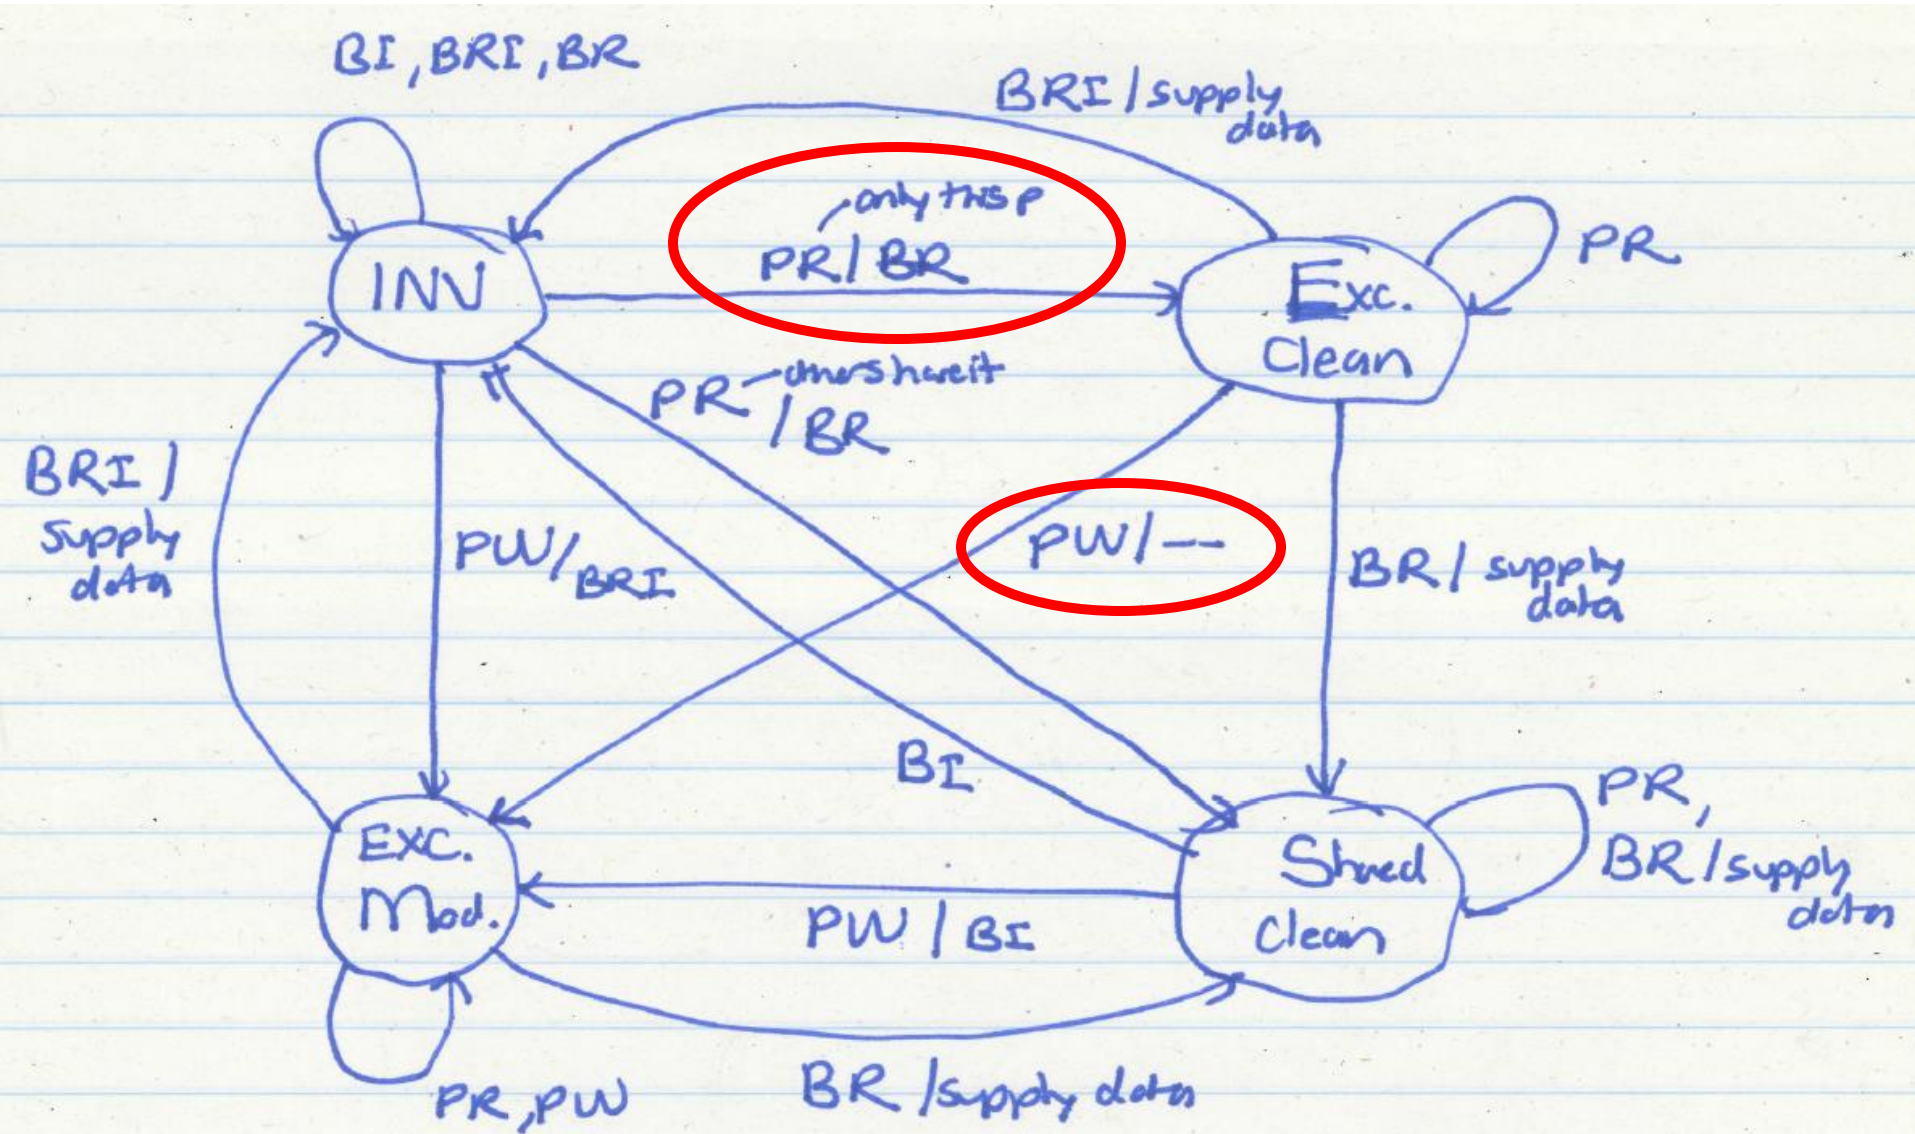 BI, BRI, BR
BRI / supply
data
only this P
PR / BR
PR
INV
Exc.
Clean
PR
others have it
/ BR
BRI /
supply
data
PW/
BRI
PW/--
BR / supply
data
BI
PR,
BR / supply
data
EXC.
Mod.
Shared
Clean
PW / BI
PR, PW
BR / supply data